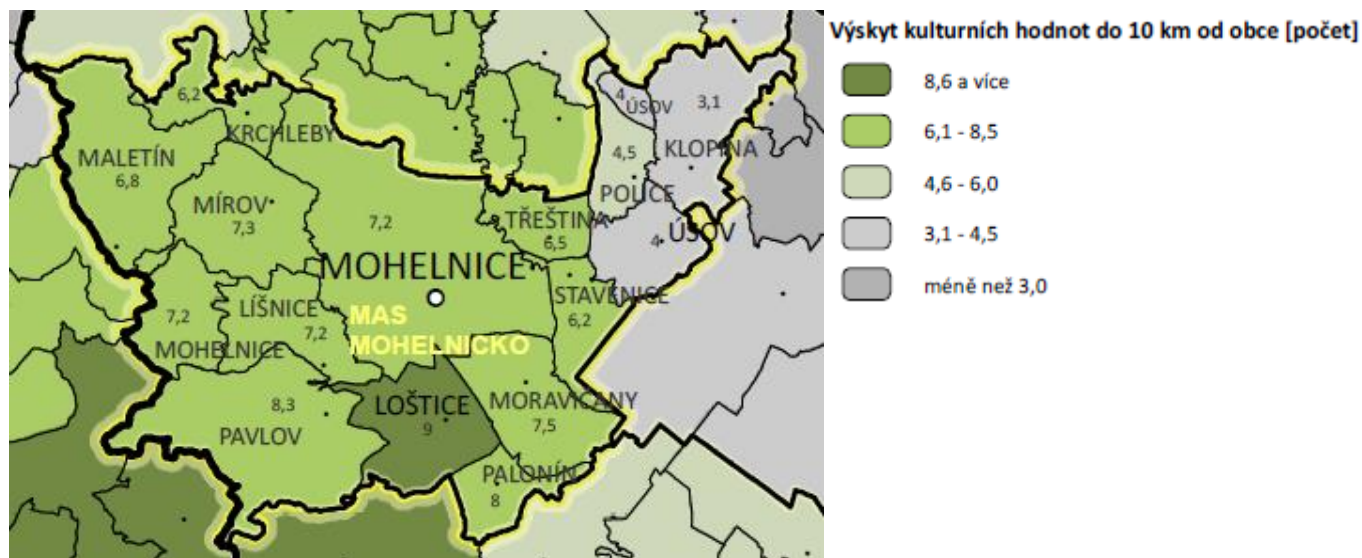 Výskyt kulturních hodnot do 10 km od obce [počet]
8,6 a více
6,1 - 8,5
4,6 - 6,0
3,1 - 4,5
méně než 3,0
6,2
KRCHLEBY
MALETÍN
6,8
MÍROV
7,3
7,2
MOHELNICE
4
ÚSOV
3,1
4,5
KLOPINA
POLICE
TŘEŠTINA
6,5
4
ÚSOV
STAVENICE
6,2
7,2
MOHELNICE
LÍŠNICE
7,2
MAS
MOHELNICKO
8,3
PAVLOV
LOŠTICE
9
MORAVIČANY
7,5
PALONÍN
8